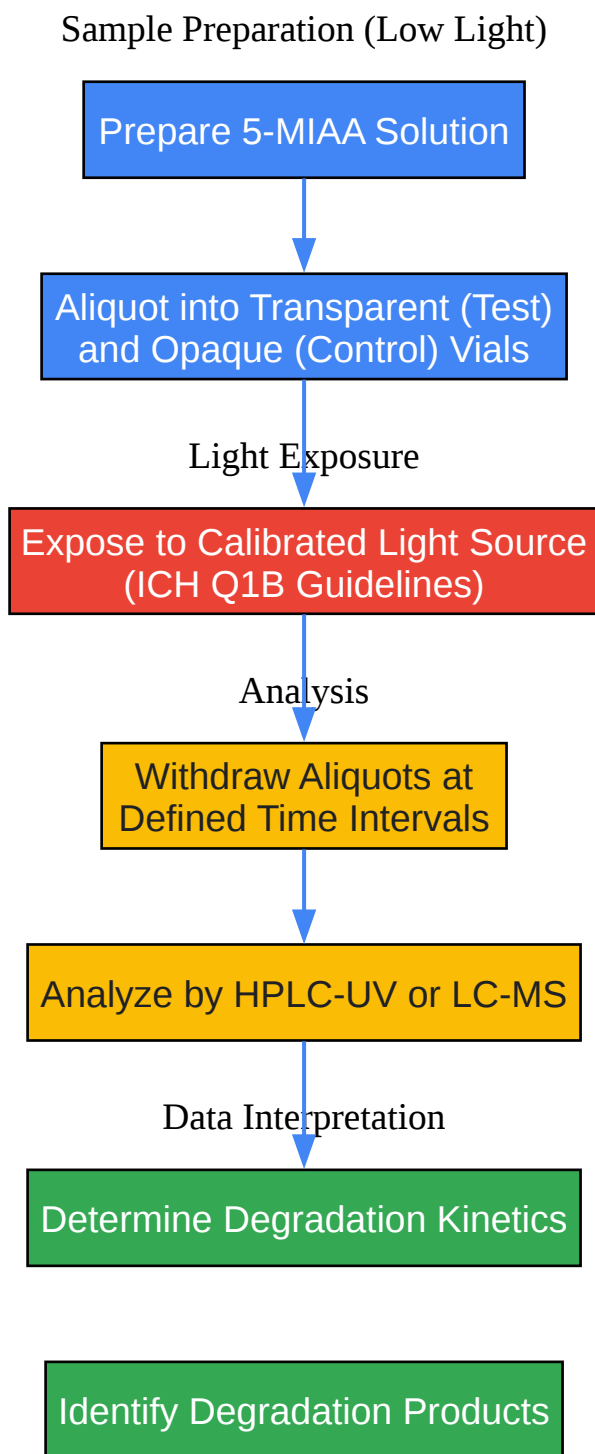 Sample Preparation (Low Light)
Prepare 5-MIAA Solution
Aliquot into Transparent (Test)
and Opaque (Control) Vials
Light Exposure
Expose to Calibrated Light Source
(ICH Q1B Guidelines)
Analysis
Withdraw Aliquots at
Defined Time Intervals
Analyze by HPLC-UV or LC-MS
Data Interpretation
Determine Degradation Kinetics
Identify Degradation Products